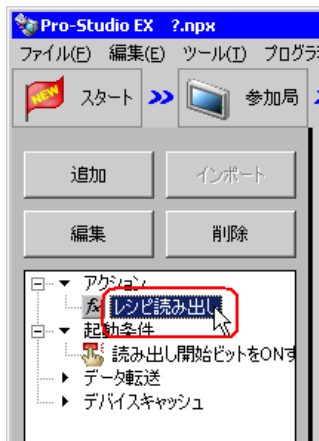 Pro-Studio EX ?.npx
ファイル(F) 編集(E) ツール(T) プログラ
NEW スタート 参加局
追加 インポート
編集 削除
アクション
fx レシピ読み出し
起動条件
読み出し開始ビットをONす
データ転送
デバイスキャッシュ